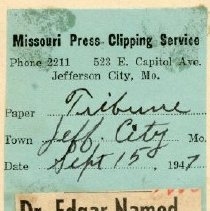 Missouri Press Clipping Service
Phone 2211 523 E. Capitol Ave.
Jefferson City, Mo.
Paper Tribune
Town Jeff. City Mo.
Date Sept 15, 1947
Dr. Edgar Named